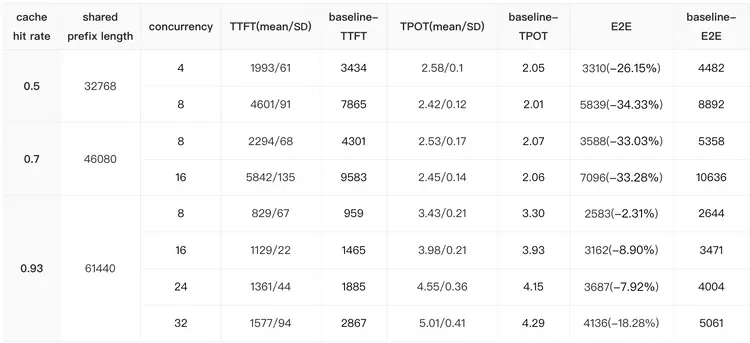 cache hit rate shared prefix length concurrency TTFT(mean/SD) baseline-TTFT TPOT(mean/SD) baseline-TPOT E2E baseline-E2E
0.5 32768 4 1993/61 3434 2.58/0.1 2.05 3310(-26.15%) 4482
8 4601/91 7865 2.42/0.12 2.01 5839(-34.33%) 8892
0.7 46080 8 2294/68 4301 2.53/0.17 2.07 3588(-33.03%) 5358
16 5842/135 9583 2.45/0.14 2.06 7096(-33.28%) 10636
0.93 61440 8 829/67 959 3.43/0.21 3.30 2583(-2.31%) 2644
16 1129/22 1465 3.98/0.21 3.93 3162(-8.90%) 3471
24 1361/44 1885 4.55/0.36 4.15 3687(-7.92%) 4004
32 1577/94 2867 5.01/0.41 4.29 4136(-18.28%) 5061